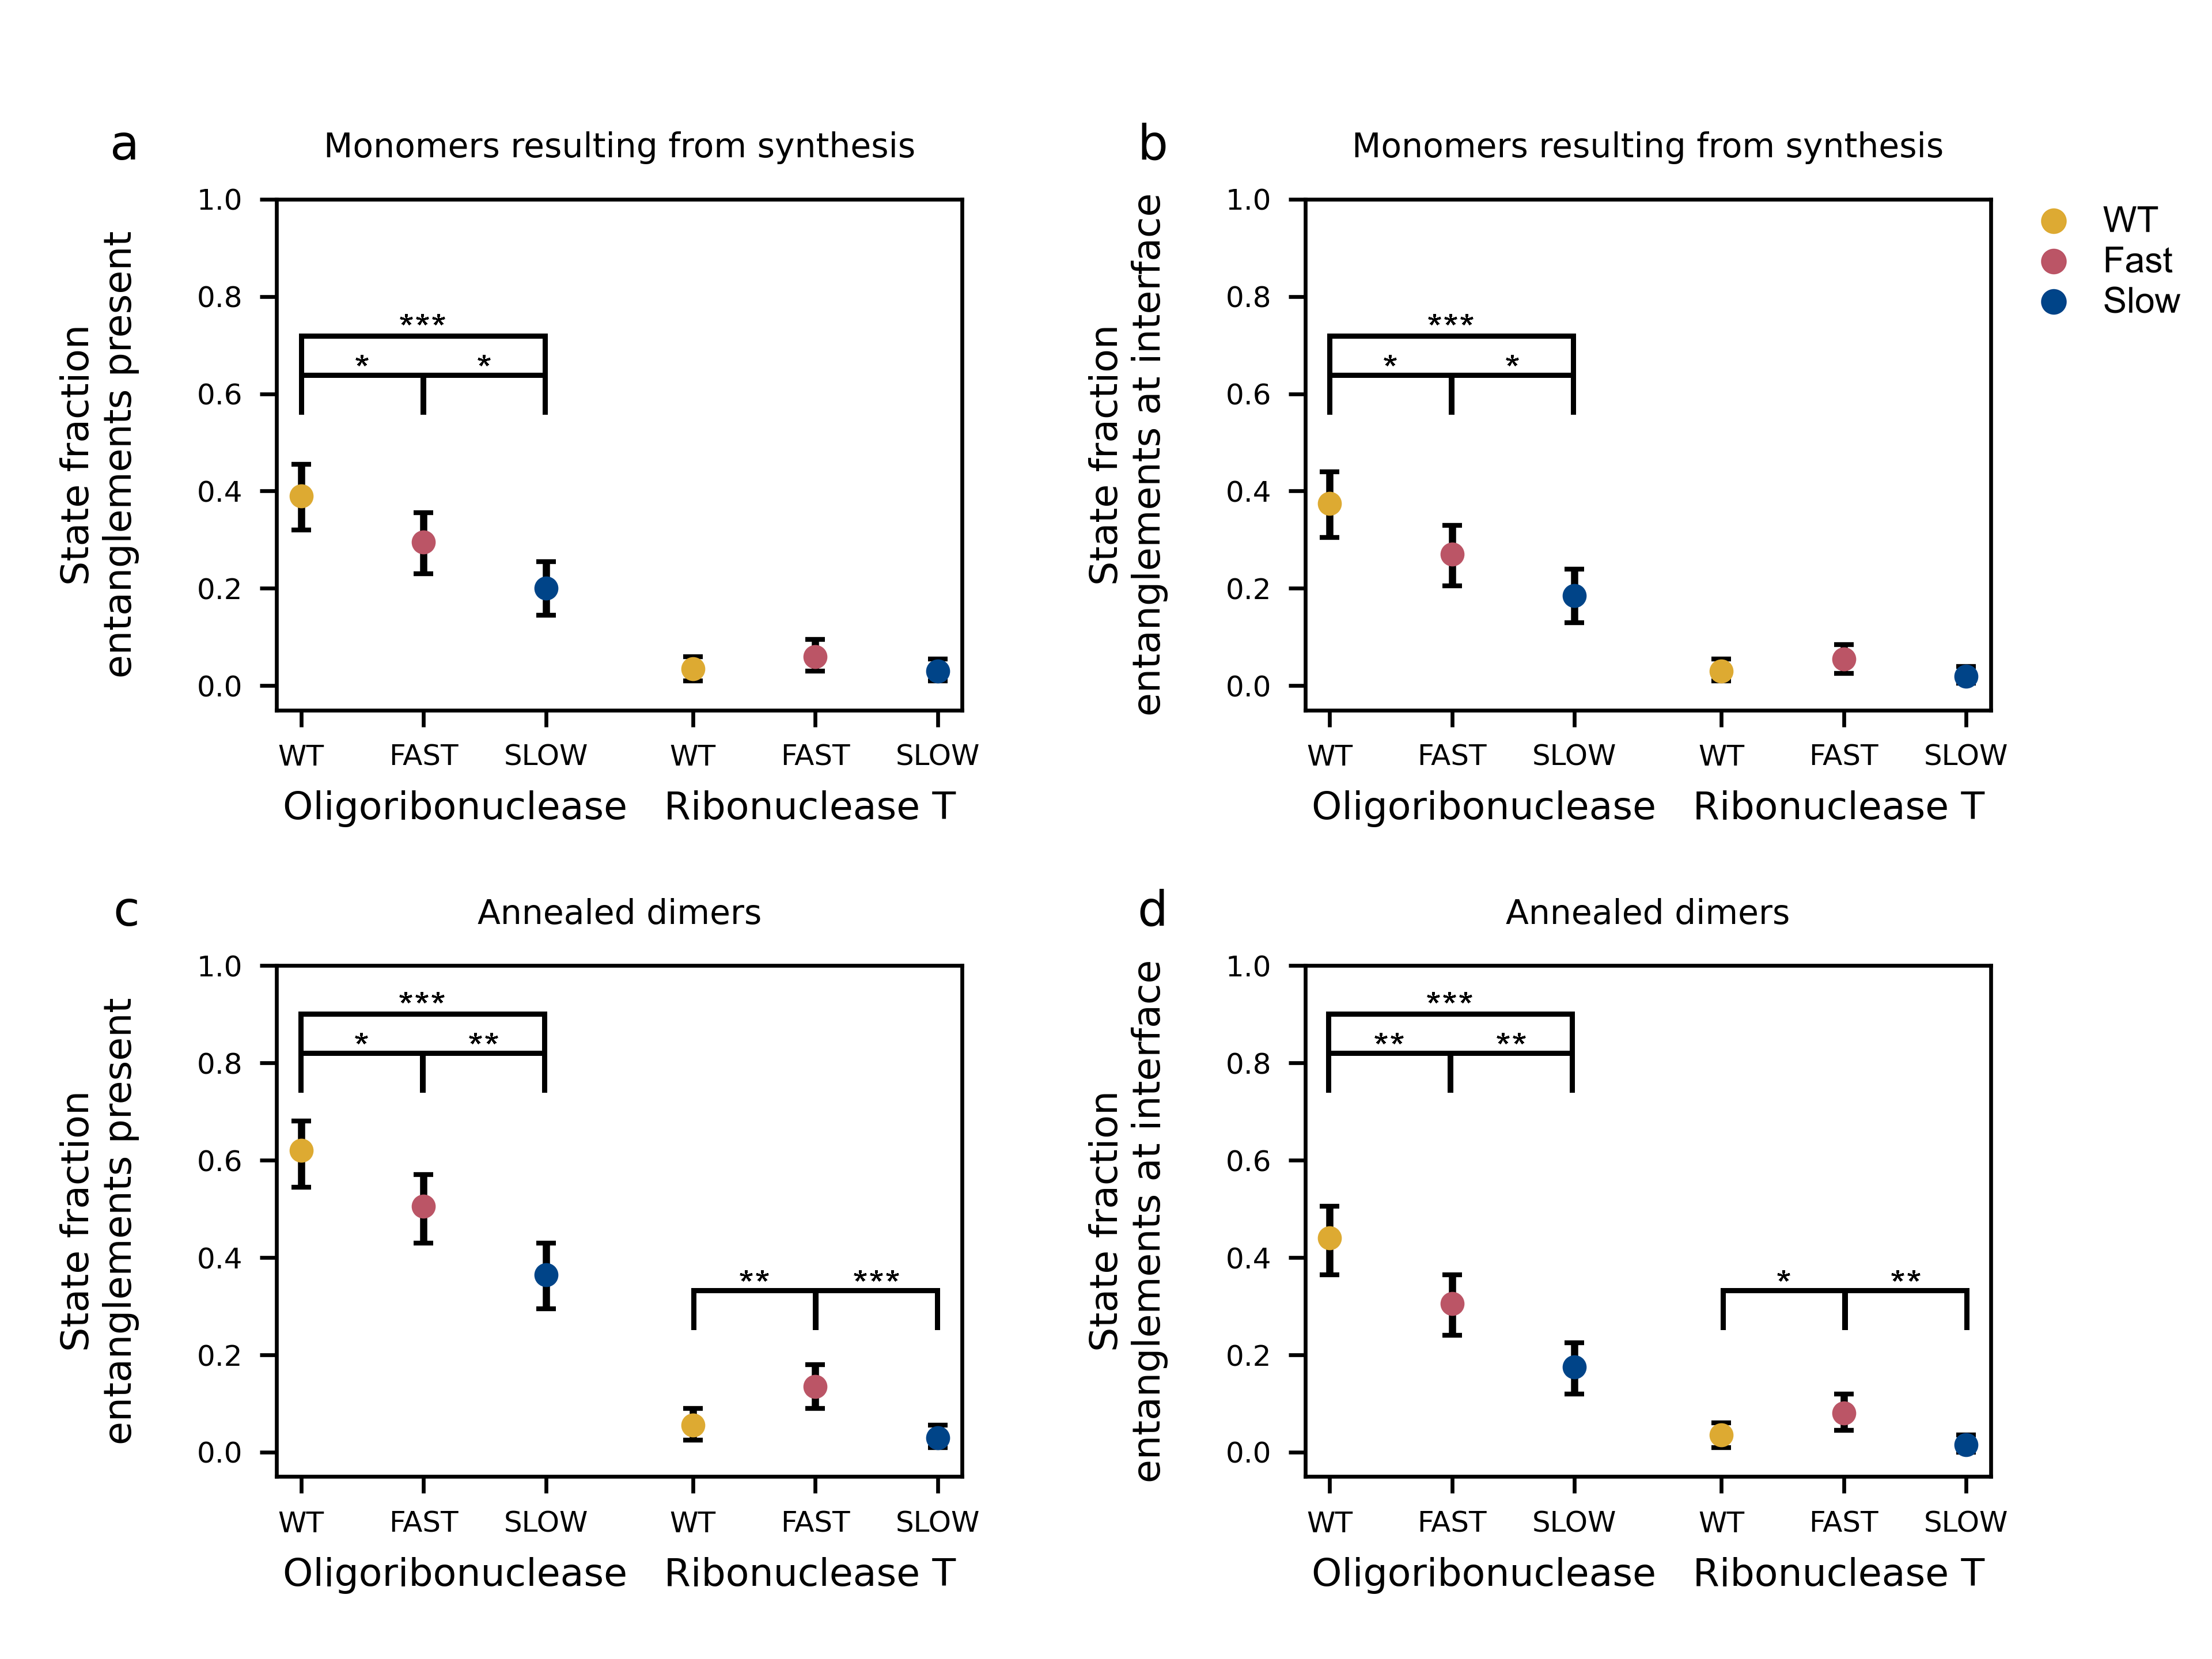 a
Monomers resulting from synthesis
State fraction
entanglements present
1.0
0.8
0.6
0.4
0.2
0.0
***
* *
WT FAST SLOW WT FAST SLOW
Oligoribonuclease Ribonuclease T
b
Monomers resulting from synthesis
State fraction
entanglements at interface
1.0
0.8
0.6
0.4
0.2
0.0
***
* *
WT FAST SLOW WT FAST SLOW
Oligoribonuclease Ribonuclease T
WT
Fast
Slow
c
Annealed dimers
State fraction
entanglements present
1.0
0.8
0.6
0.4
0.2
0.0
***
* **
** ***
WT FAST SLOW WT FAST SLOW
Oligoribonuclease Ribonuclease T
d
Annealed dimers
State fraction
entanglements at interface
1.0
0.8
0.6
0.4
0.2
0.0
***
** **
* **
WT FAST SLOW WT FAST SLOW
Oligoribonuclease Ribonuclease T